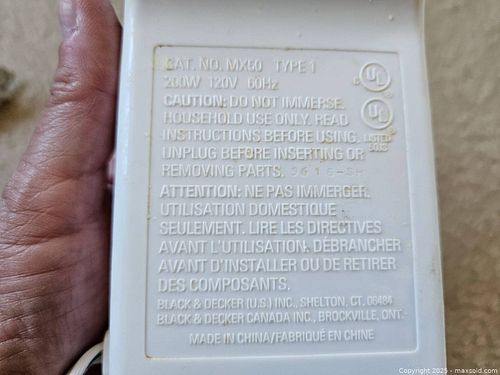 CAT. NO. MX60 TYPE 1
200W 120V 60Hz
CAUTION: DO NOT IMMERSE.
HOUSEHOLD USE ONLY. READ
INSTRUCTIONS BEFORE USING.
UNPLUG BEFORE INSERTING OR
REMOVING PARTS.
ATTENTION: NE PAS IMMERGER.
UTILISATION DOMESTIQUE
SEULEMENT. LIRE LES DIRECTIVES
AVANT L'UTILISATION. DÉBRANCHER
AVANT D'INSTALLER OU DE RETIRER
DES COMPOSANTS.
BLACK & DECKER (U.S.) INC., SHELTON, CT. 06484
BLACK & DECKER CANADA INC., BROCKVILLE, ONT.
MADE IN CHINA/FABRIQUÉ EN CHINE
UL
UL
LISTED
Copyright 2025 - maxsold.com